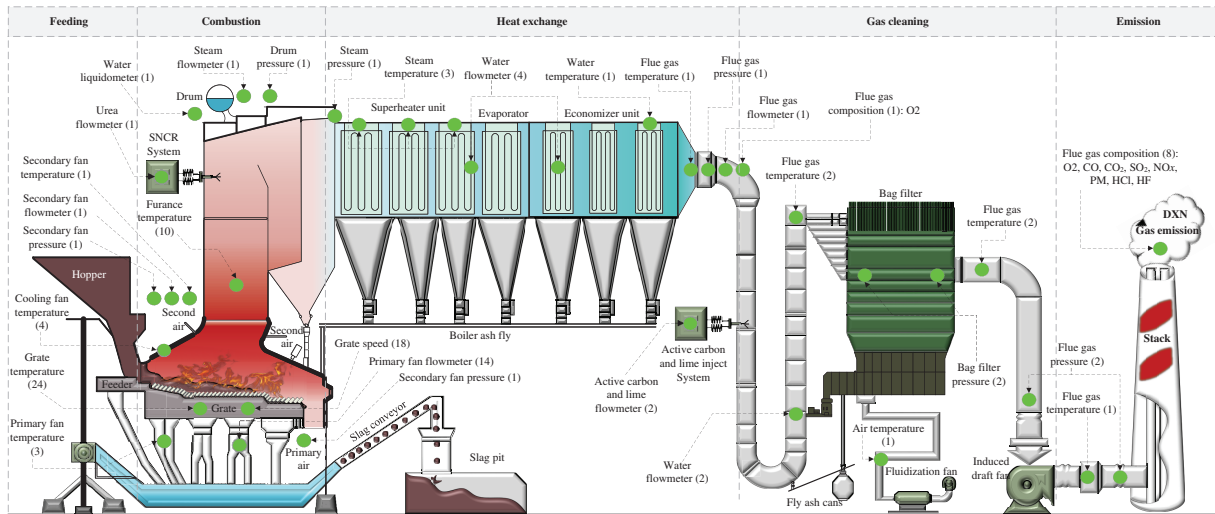 Feeding
Combustion
Heat exchange
Gas cleaning
Emission
Steam
flowmeter (1)
Drum
pressure (1)
Steam
pressure (1)
Steam
temperature (3)
Water
flowmeter (4)
Water
temperature (1)
Flue gas
temperature (1)
Flue gas
pressure (1)
Water
liquidometer (1)
Drum
Flue gas
flowmeter (1)
Flue gas
composition (1): O2
Urea
flowmeter (1)
SNCR
System
Superheater unit
Evaporator
Economizer unit
Secondary fan
temperature (1)
Secondary fan
flowmeter (1)
Secondary fan
pressure (1)
Furance
temperature
(10)
Flue gas
temperature
(2)
Bag filter
Flue gas
temperature
(2)
Flue gas composition (8):
O2, CO, CO₂, SO₂, NOx,
PM, HCl, HF
DXN
Gas emission
Hopper
Cooling fan
temperature
(4)
Second
air
Second
air
Boiler ash fly
Grate speed (18)
Primary fan flowmeter (14)
Secondary fan pressure (1)
Grate
temperature
(24)
Feeder
Grate
Primary fan
temperature
(3)
Primary
air
Slag conveyor
Slag pit
Active carbon
and lime inject
System
Active carbon
and lime
flowmeter (2)
Water
flowmeter
(2)
Bag filter
pressure (2)
Air temperature
(1)
Fluidization fan
Fly ash cans
Induced
draft fan
Flue gas
pressure (2)
Flue gas
temperature (1)
Stack